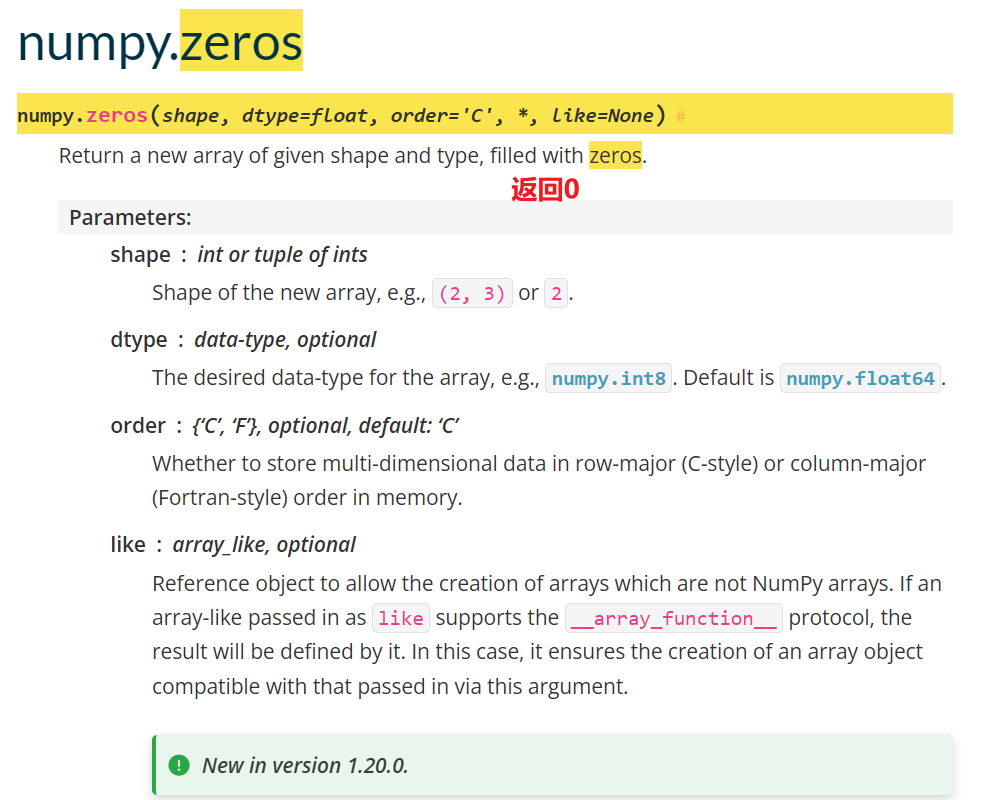 numpy.zeros
numpy.zeros(shape, dtype=float, order='C', *, like=None) #
Return a new array of given shape and type, filled with zeros.
返回0
Parameters:
shape : int or tuple of ints
Shape of the new array, e.g., (2, 3) or 2.
dtype : data-type, optional
The desired data-type for the array, e.g., numpy.int8. Default is numpy.float64.
order : {‘C’, ‘F’}, optional, default: ‘C’
Whether to store multi-dimensional data in row-major (C-style) or column-major
(Fortran-style) order in memory.
like : array_like, optional
Reference object to allow the creation of arrays which are not NumPy arrays. If an
array-like passed in as like supports the __array_function__ protocol, the
result will be defined by it. In this case, it ensures the creation of an array object
compatible with that passed in via this argument.
New in version 1.20.0.